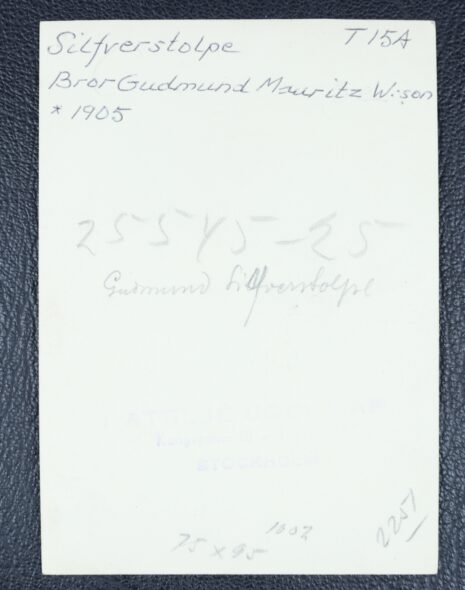 Silfverstolpe T 15A
Bror Gudmund Mauritz W:son
* 1905
25545-25
Gudmund Silfverstolpe
STOCKHOLM
1002
75 x 95
2251